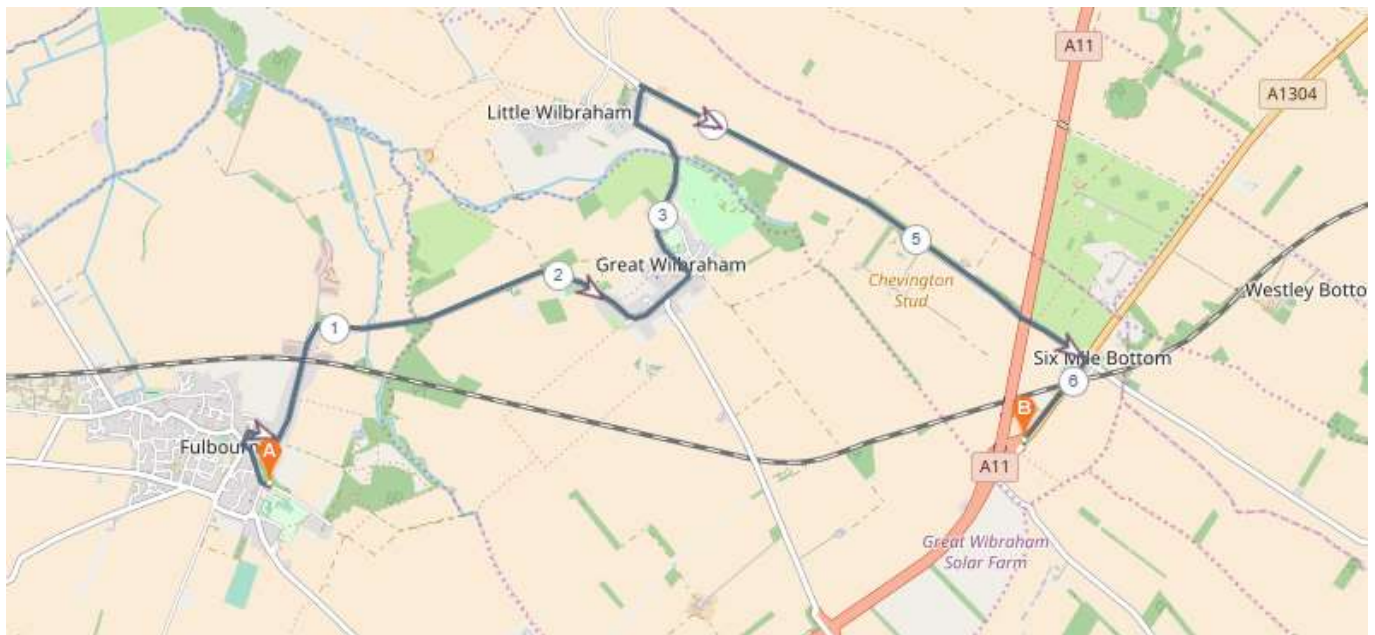 A11
A1304
Little Wilbraham
3
5
2
Great Wilbraham
Chevington
Stud
Westley Botto
1
Six Mile Bottom
6
B
Fulbourn
A
A11
Great Wibraham
Solar Farm